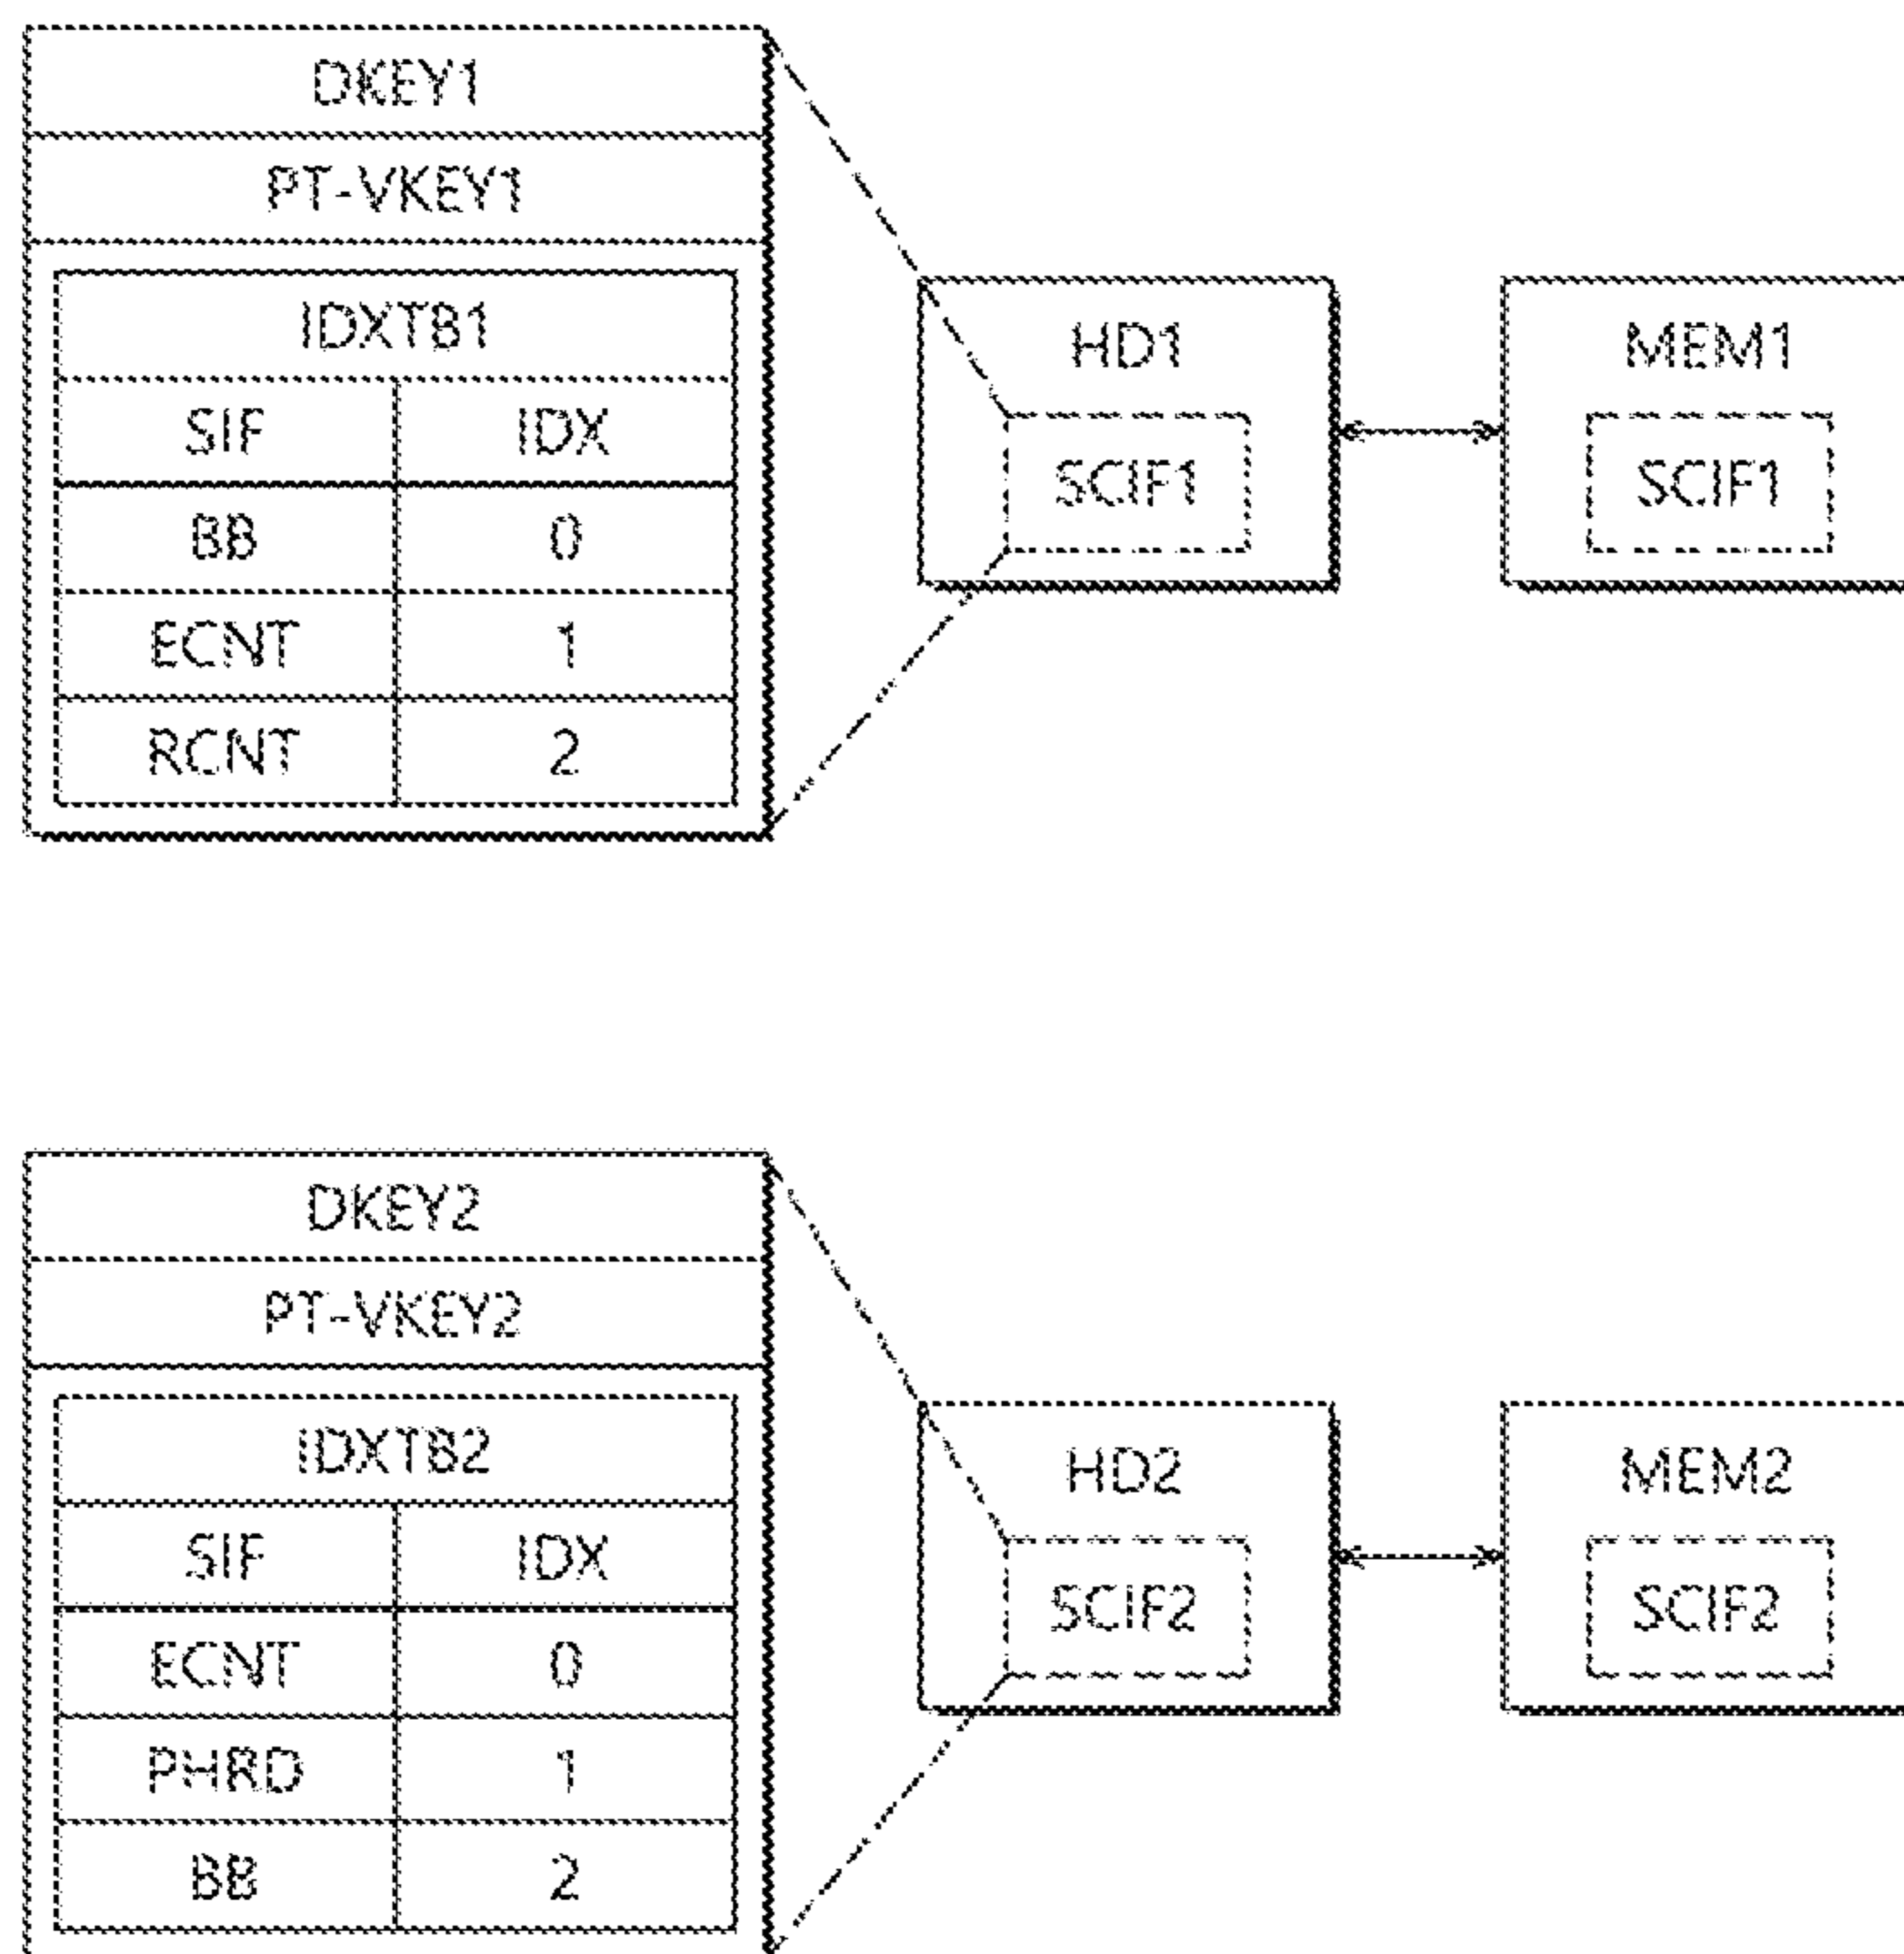 DKEY1
PT-VKEY1
IDXTB1
SIF IDX
BB 0
ECNT 1
RCNT 2
HD1
SCIF1
MEM1
SCIF1
DKEY2
PT-VKEY2
IDXTB2
SIF IDX
ECNT 0
PHRD 1
BB 2
HD2
SCIF2
MEM2
SCIF2